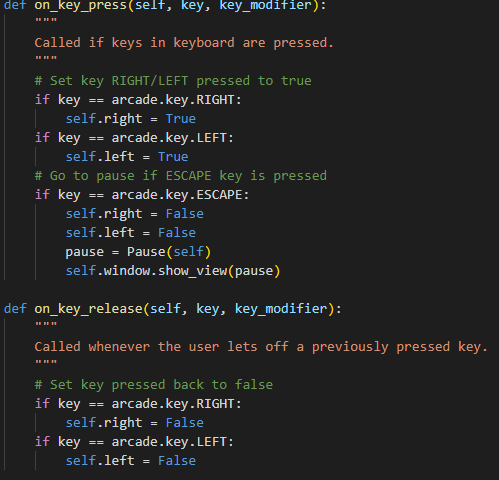 def on_key_press(self, key, key_modifier):
    """
    Called if keys in keyboard are pressed.
    """
    # Set key RIGHT/LEFT pressed to true
    if key == arcade.key.RIGHT:
        self.right = True
    if key == arcade.key.LEFT:
        self.left = True
    # Go to pause if ESCAPE key is pressed
    if key == arcade.key.ESCAPE:
        self.right = False
        self.left = False
        pause = Pause(self)
        self.window.show_view(pause)

def on_key_release(self, key, key_modifier):
    """
    Called whenever the user lets off a previously pressed key.
    """
    # Set key pressed back to false
    if key == arcade.key.RIGHT:
        self.right = False
    if key == arcade.key.LEFT:
        self.left = False